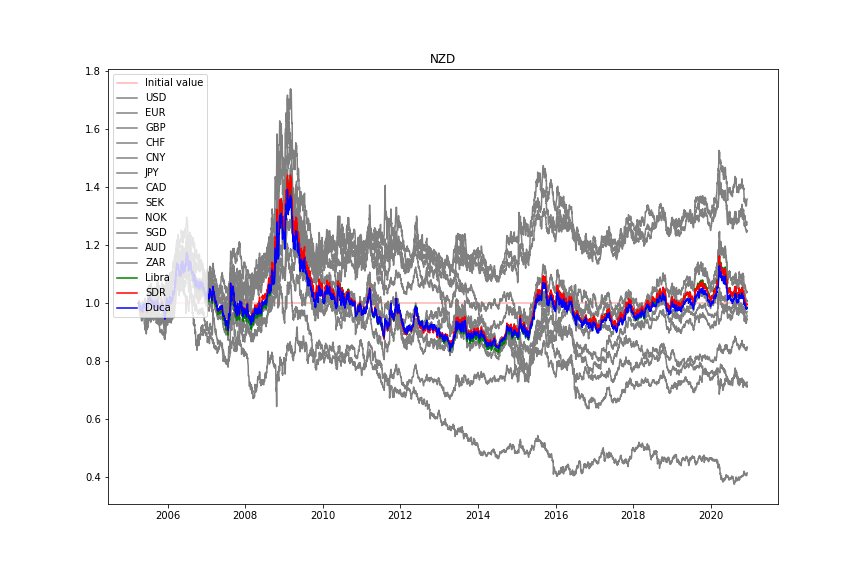 NZD
1.8
1.6
1.4
1.2
1.0
0.8
0.6
0.4
Initial value
USD
EUR
GBP
CHF
CNY
JPY
CAD
SEK
NOK
SGD
AUD
ZAR
Libra
SDR
Duca
2006 2008 2010 2012 2014 2016 2018 2020